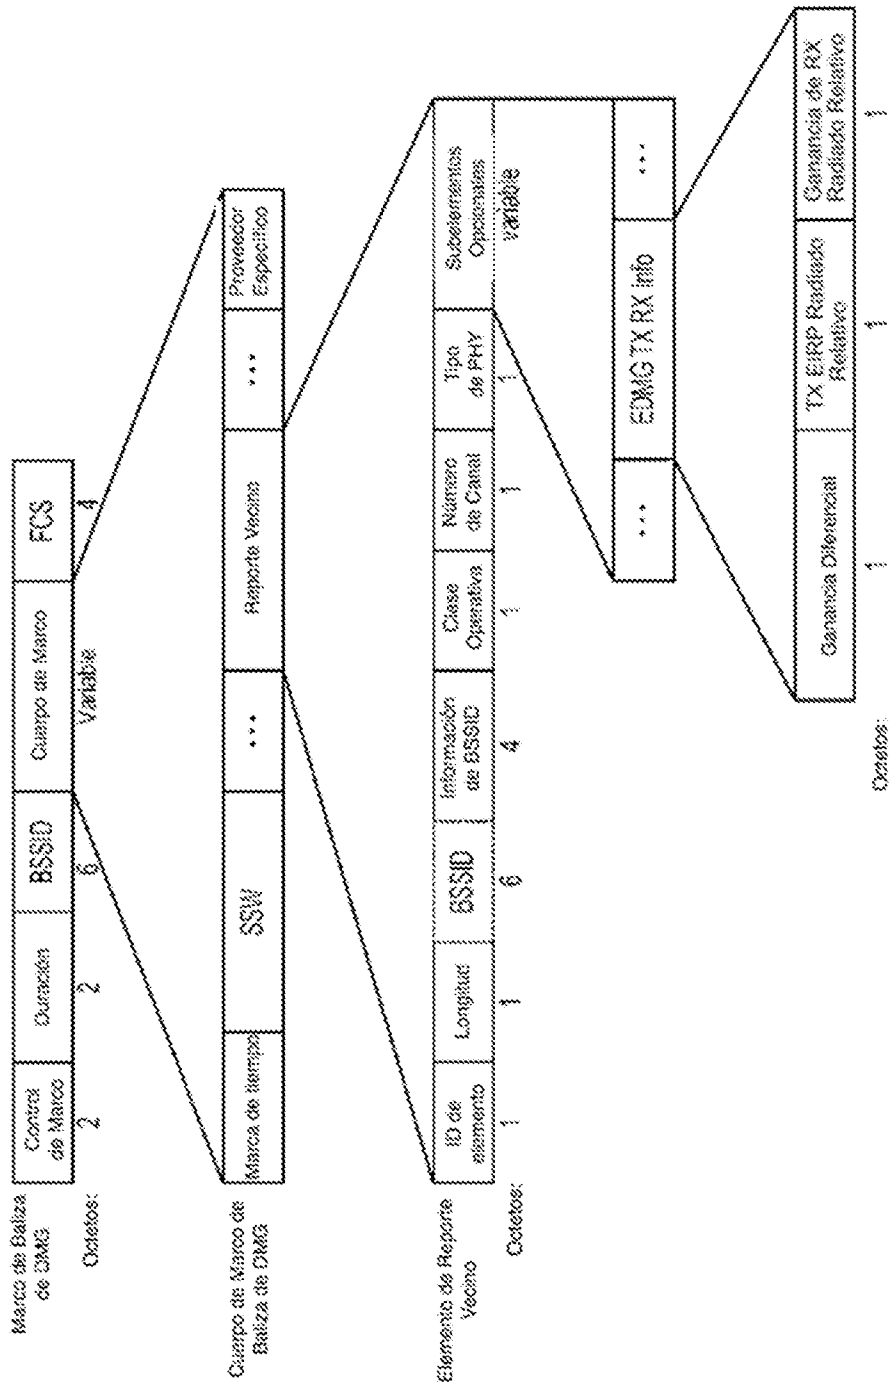 Marco de Baliza
de DMG
Control
de Marco
Duración
BSSID
Cuerpo de Marco
FCS
Octetos:
2
2
6
Variable
4
Cuerpo de Marco de
Baliza de DMG
Marca de tiempo
SSW
•••
Reporte Vecino
•••
Proveedor
Específico
Elemento de Reporte
Vecino
ID de
elemento
Longitud
BSSID
Información
de BSSID
Clase
Operativa
Número
de Canal
Tipo
de PHY
Subelementos
Opcionales
Octetos:
1
1
6
4
1
1
1
variable
•••
EDMG TX RX info
•••
Ganancia Diferencial
TX EIRP Radiado
Relativo
Ganancia de RX
Radiado Relativo
Octetos:
1
1
1